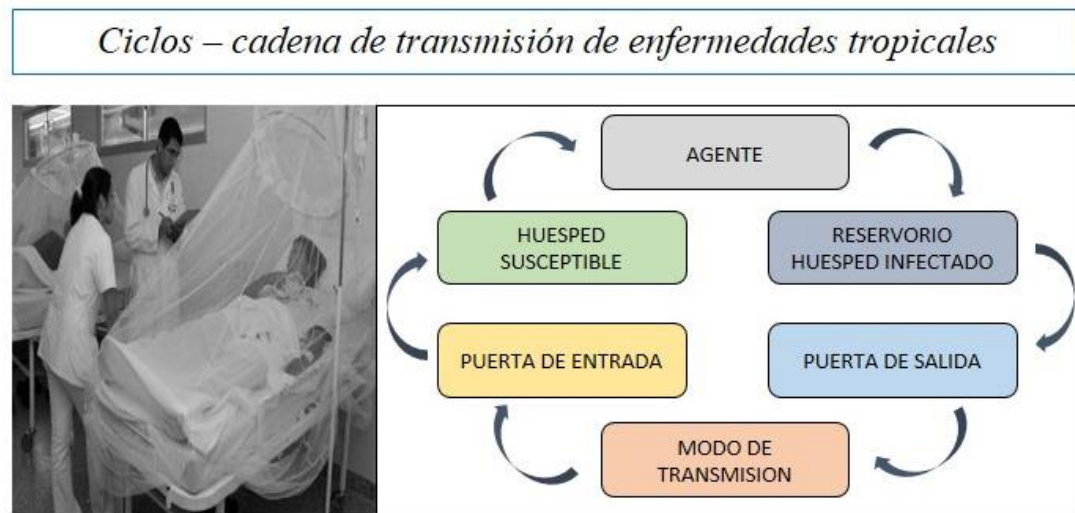 Ciclos – cadena de transmisión de enfermedades tropicales
AGENTE
HUESPED
SUSCEPTIBLE
RESERVORIO
HUESPED INFECTADO
PUERTA DE ENTRADA
PUERTA DE SALIDA
MODO DE
TRANSMISION